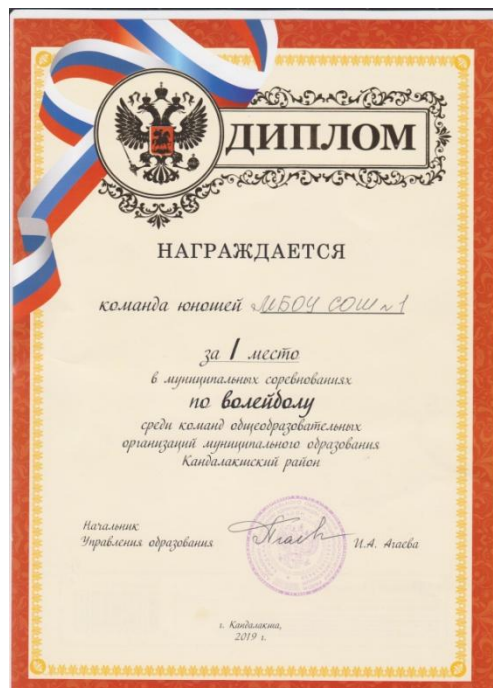 ДИПЛОМ
НАГРАЖДАЕТСЯ
команда юношей МБОУ СОШ №1
за I место
в муниципальных соревнованиях
по волейболу
среди команд общеобразовательных
организаций муниципального образования
Кандалакшский район
Начальник
Управления образования И.А. Агаева
г. Кандалакша,
2019 г.